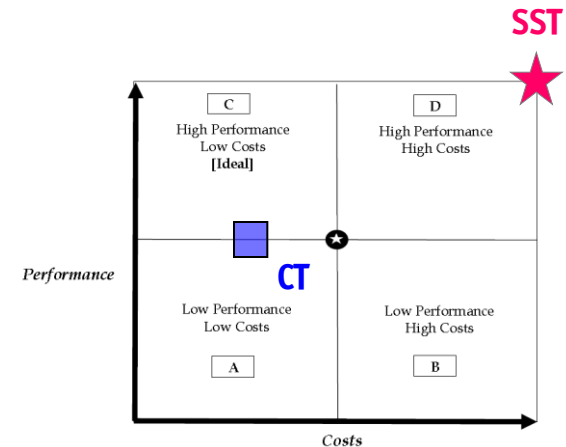 SST
C
High Performance
Low Costs
[Ideal]
D
High Performance
High Costs
Performance
CT
Low Performance
Low Costs
A
Low Performance
High Costs
B
Costs